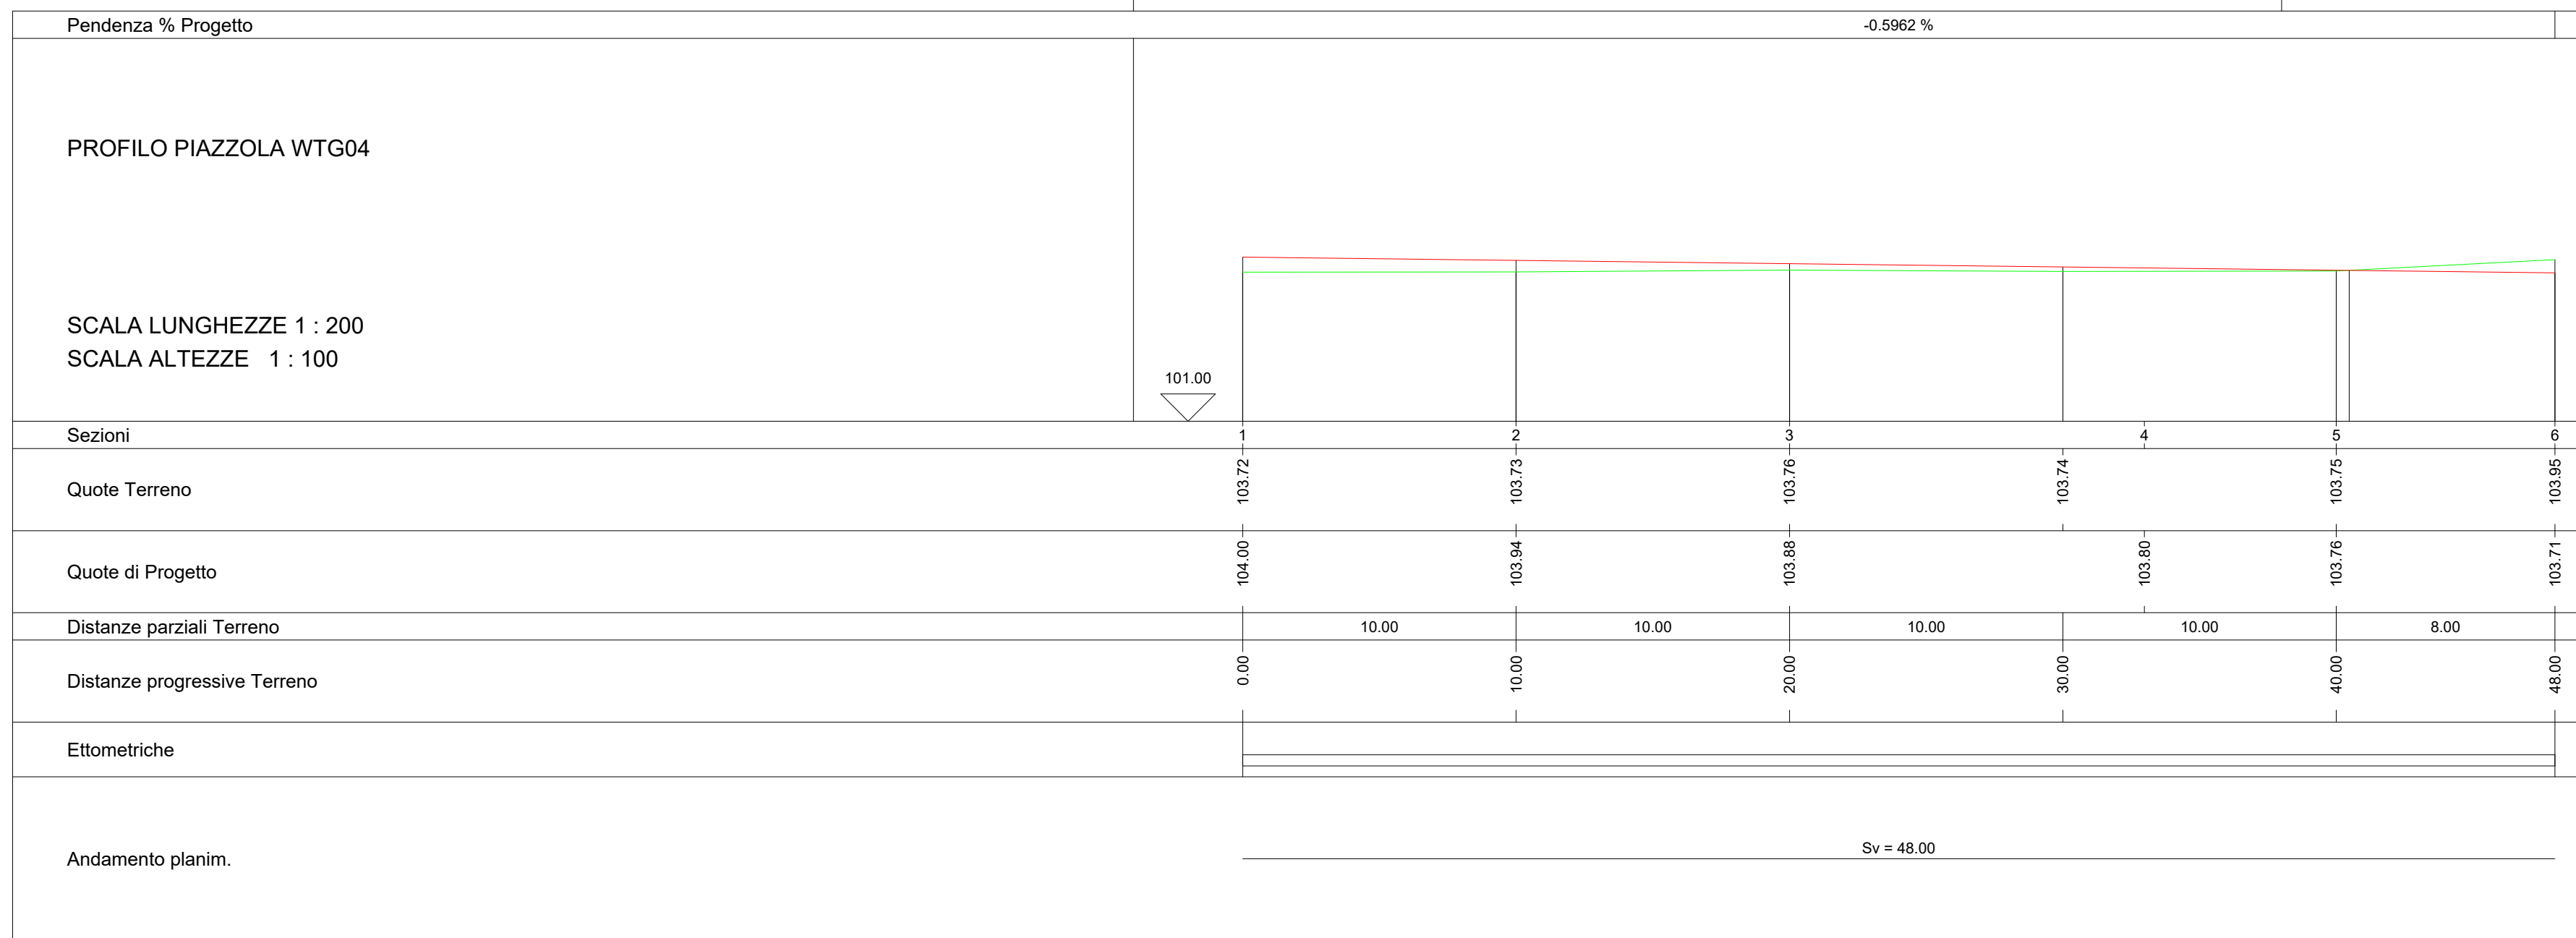 Pendenza % Progetto -0.5962 %
PROFILO PIAZZOLA WTG04
SCALA LUNGHEZZE 1 : 200
SCALA ALTEZZE 1 : 100
101.00
Sezioni 1 2 3 4 5 6
Quote Terreno 103.72 103.73 103.76 103.74 103.75 103.95
Quote di Progetto 104.00 103.94 103.88 103.80 103.76 103.71
Distanze parziali Terreno 10.00 10.00 10.00 10.00 8.00
Distanze progressive Terreno 0.00 10.00 20.00 30.00 40.00 48.00
Ettometriche
Andamento planim. Sv = 48.00